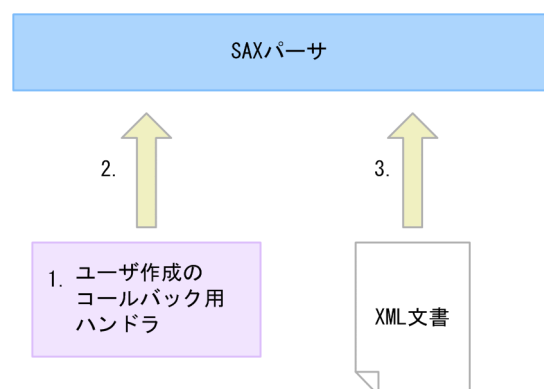 SAXパーサ
2.
3.
1. ユーザ作成の
コールバック用
ハンドラ
XML文書